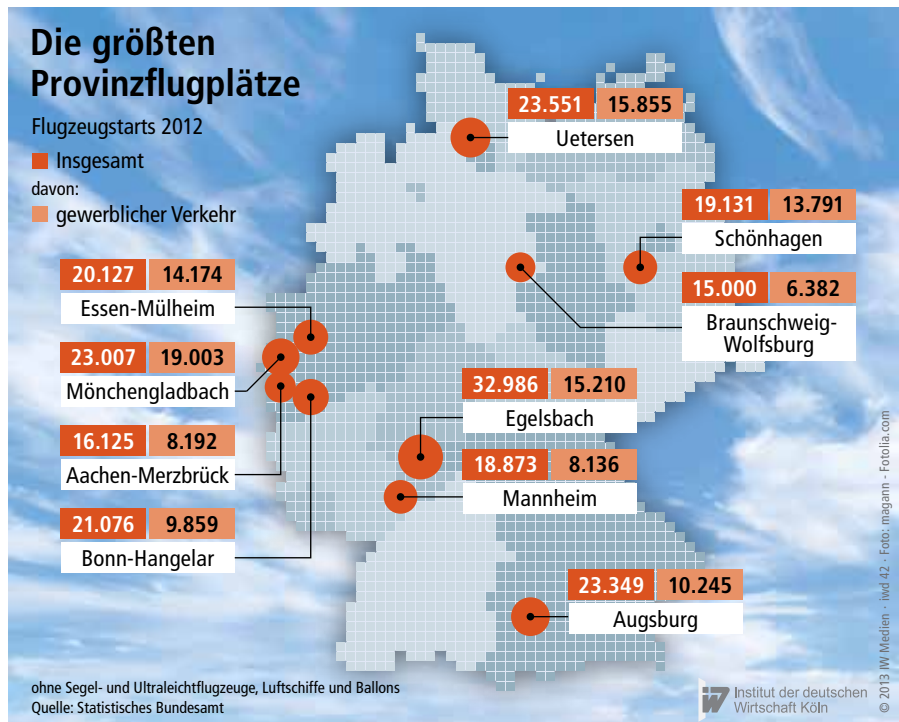 Die größten
Provinzflugplätze
Flugzeugstarts 2012
Insgesamt
davon:
gewerblicher Verkehr
23.551 15.855
Uetersen
19.131 13.791
Schönhagen
15.000 6.382
Braunschweig-
Wolfsburg
20.127 14.174
Essen-Mülheim
23.007 19.003
Mönchengladbach
16.125 8.192
Aachen-Merzbrück
21.076 9.859
Bonn-Hangelar
32.986 15.210
Egelsbach
18.873 8.136
Mannheim
23.349 10.245
Augsburg
ohne Segel- und Ultraleichtflugzeuge, Luftschiffe und Ballons
Quelle: Statistisches Bundesamt
iw Institut der deutschen
Wirtschaft Köln
© 2013 IW Medien · iwd 42 · Foto: magann - Fotolia.com